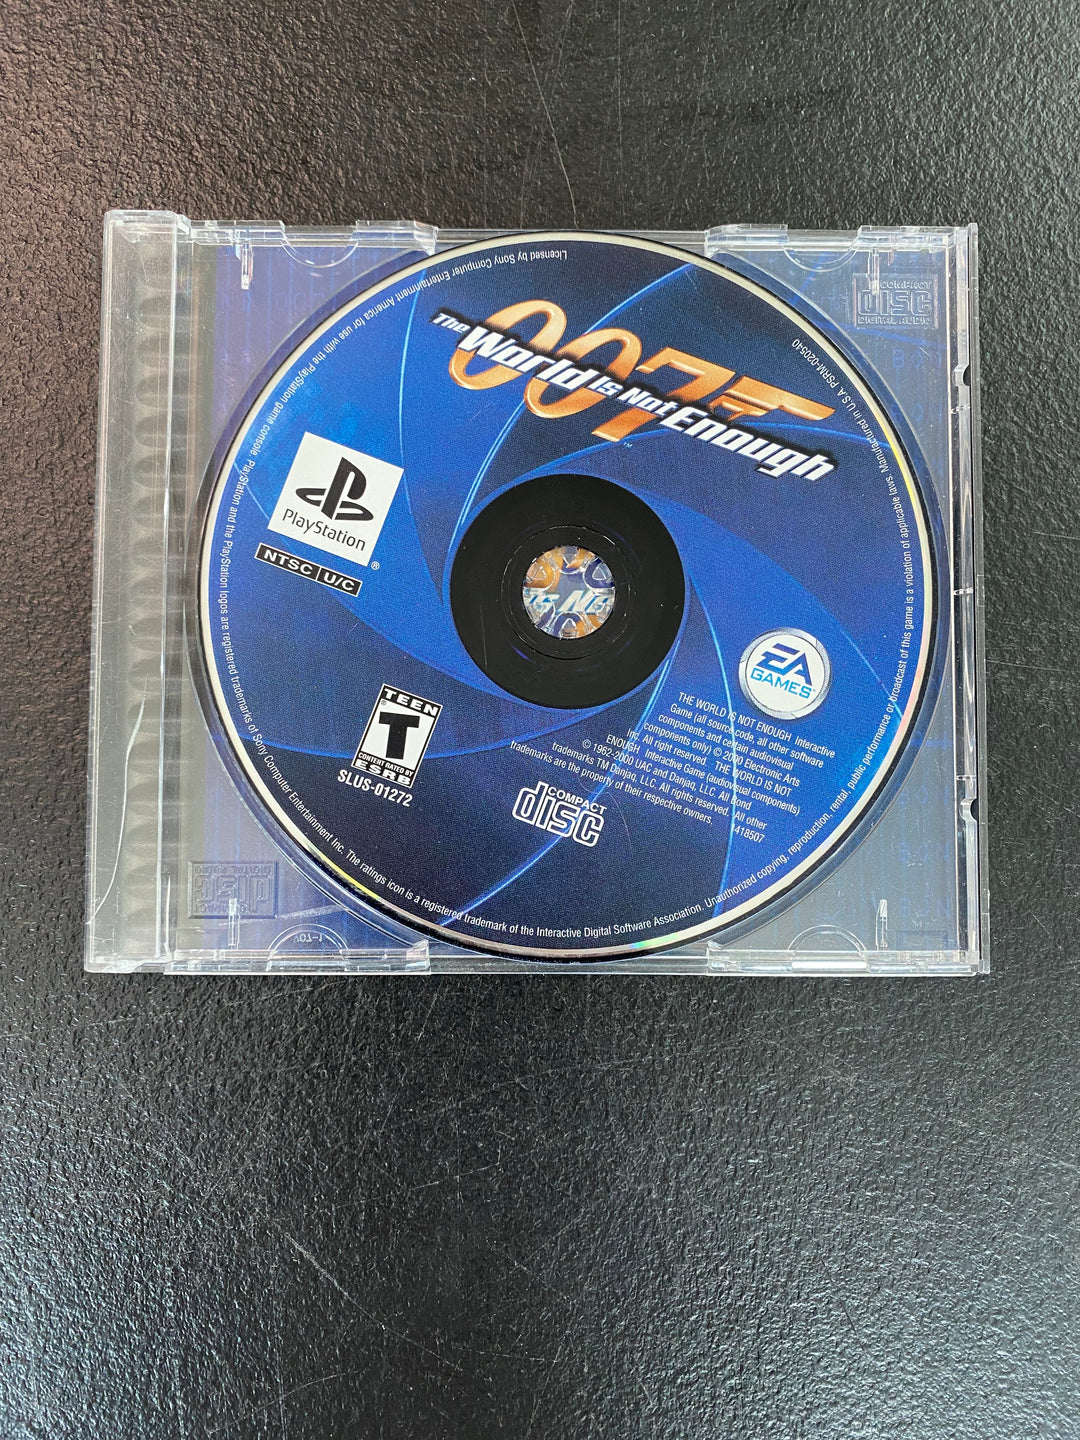 007
The World Is Not Enough
™
PlayStation
®
NTSC U/C
TEEN
T
CONTENT RATED BY
ESRB
SLUS-01272
EA
GAMES™
COMPACT
disc
THE WORLD IS NOT ENOUGH Interactive
Game (all source code, all other software
components and certain audiovisual
components only) © 2000 Electronic Arts
Inc. All right reserved. THE WORLD IS NOT
ENOUGH Interactive Game (audiovisual components)
© 1962-2000 UAC and Danjaq, LLC. All Bond
trademarks TM Danjaq, LLC. All rights reserved. All other
trademarks are the property of their respective owners.
1418507
Licensed by Sony Computer Entertainment America for use with the PlayStation game console. PlayStation and the PlayStation logos are registered trademarks of Sony Computer Entertainment Inc. The ratings icon is a registered trademark of the Interactive Digital Software Association. Unauthorized copying, reproduction, rental, public performance or broadcast of this game is a violation of applicable laws. Manufactured in U.S.A. PSRM-020540
COMPACT
disc
DIGITAL AUDIO